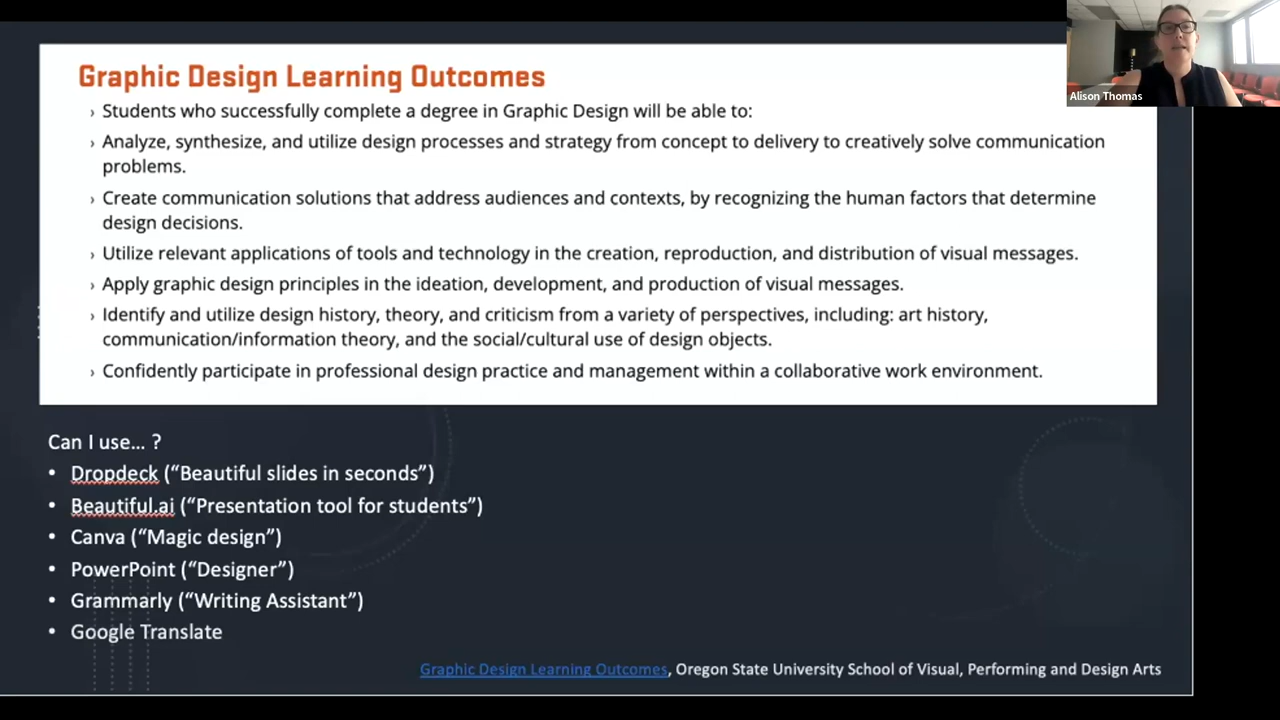 Graphic Design Learning Outcomes
› Students who successfully complete a degree in Graphic Design will be able to:
› Analyze, synthesize, and utilize design processes and strategy from concept to delivery to creatively solve communication
problems.
› Create communication solutions that address audiences and contexts, by recognizing the human factors that determine
design decisions.
› Utilize relevant applications of tools and technology in the creation, reproduction, and distribution of visual messages.
› Apply graphic design principles in the ideation, development, and production of visual messages.
› Identify and utilize design history, theory, and criticism from a variety of perspectives, including: art history,
communication/information theory, and the social/cultural use of design objects.
› Confidently participate in professional design practice and management within a collaborative work environment.
Alison Thomas
Can I use... ?
• Dropdeck (“Beautiful slides in seconds”)
• Beautiful.ai (“Presentation tool for students”)
• Canva (“Magic design”)
• PowerPoint (“Designer”)
• Grammarly (“Writing Assistant”)
• Google Translate
Graphic Design Learning Outcomes, Oregon State University School of Visual, Performing and Design Arts